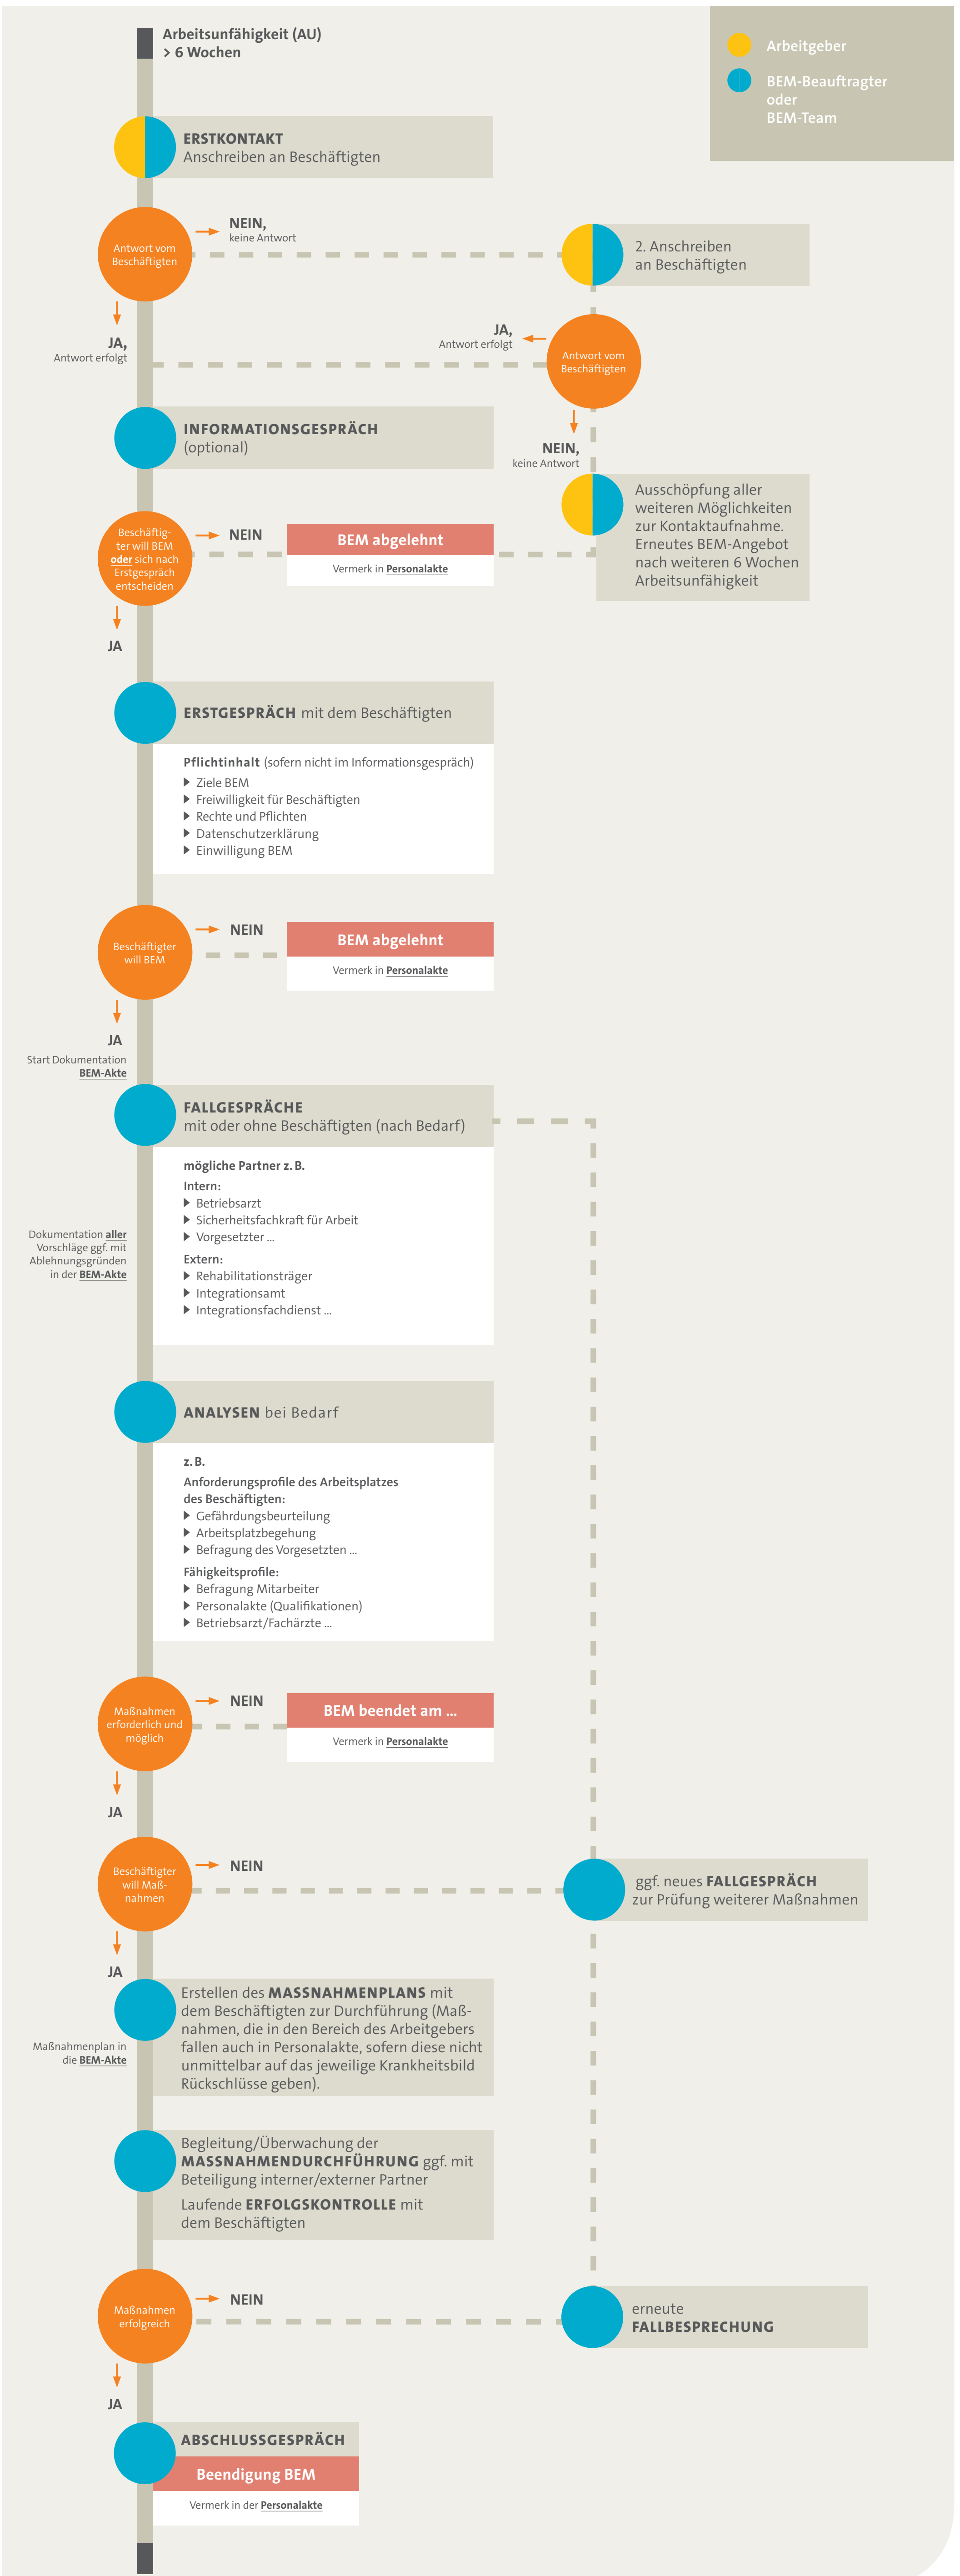 Arbeitsunfähigkeit (AU)
> 6 Wochen
Arbeitgeber
BEM-Beauftragter
oder
BEM-Team
ERSTKONTAKT
Anschreiben an Beschäftigten
Antwort vom
Beschäftigten
NEIN,
keine Antwort
2. Anschreiben
an Beschäftigten
JA,
Antwort erfolgt
JA,
Antwort erfolgt
Antwort vom
Beschäftigten
INFORMATIONSGESPRÄCH
(optional)
NEIN,
keine Antwort
Ausschöpfung aller
weiteren Möglichkeiten
zur Kontaktaufnahme.
Erneutes BEM-Angebot
nach weiteren 6 Wochen
Arbeitsunfähigkeit
Beschäftig-
ter will BEM
oder sich nach
Erstgespräch
entscheiden
NEIN
BEM abgelehnt
Vermerk in Personalakte
JA
ERSTGESPRÄCH mit dem Beschäftigten
Pflichtinhalt (sofern nicht im Informationsgespräch)
Ziele BEM
Freiwilligkeit für Beschäftigten
Rechte und Pflichten
Datenschutzerklärung
Einwilligung BEM
Beschäftigter
will BEM
NEIN
BEM abgelehnt
Vermerk in Personalakte
JA
Start Dokumentation
BEM-Akte
FALLGESPRÄCHE
mit oder ohne Beschäftigten (nach Bedarf)
mögliche Partner z. B.
Intern:
Betriebsarzt
Sicherheitsfachkraft für Arbeit
Vorgesetzter ...
Extern:
Rehabilitationsträger
Integrationsamt
Integrationsfachdienst ...
Dokumentation aller
Vorschläge ggf. mit
Ablehnungsgründen
in der BEM-Akte
ANALYSEN bei Bedarf
z. B.
Anforderungsprofile des Arbeitsplatzes
des Beschäftigten:
Gefährdungsbeurteilung
Arbeitsplatzbegehung
Befragung des Vorgesetzten ...
Fähigkeitsprofile:
Befragung Mitarbeiter
Personalakte (Qualifikationen)
Betriebsarzt/Fachärzte ...
Maßnahmen
erforderlich und
möglich
NEIN
BEM beendet am ...
Vermerk in Personalakte
JA
Beschäftigter
will Maß-
nahmen
NEIN
ggf. neues FALLGESPRÄCH
zur Prüfung weiterer Maßnahmen
JA
Erstellen des MASSNAHMENPLANS mit
dem Beschäftigten zur Durchführung (Maß-
nahmen, die in den Bereich des Arbeitgebers
fallen auch in Personalakte, sofern diese nicht
unmittelbar auf das jeweilige Krankheitsbild
Rückschlüsse geben).
Maßnahmenplan in
die BEM-Akte
Begleitung/Überwachung der
MASSNAHMENDURCHFÜHRUNG ggf. mit
Beteiligung interner/externer Partner
Laufende ERFOLGSKONTROLLE mit
dem Beschäftigten
Maßnahmen
erfolgreich
NEIN
erneute
FALLBESPRECHUNG
JA
ABSCHLUSSGESPRÄCH
Beendigung BEM
Vermerk in der Personalakte